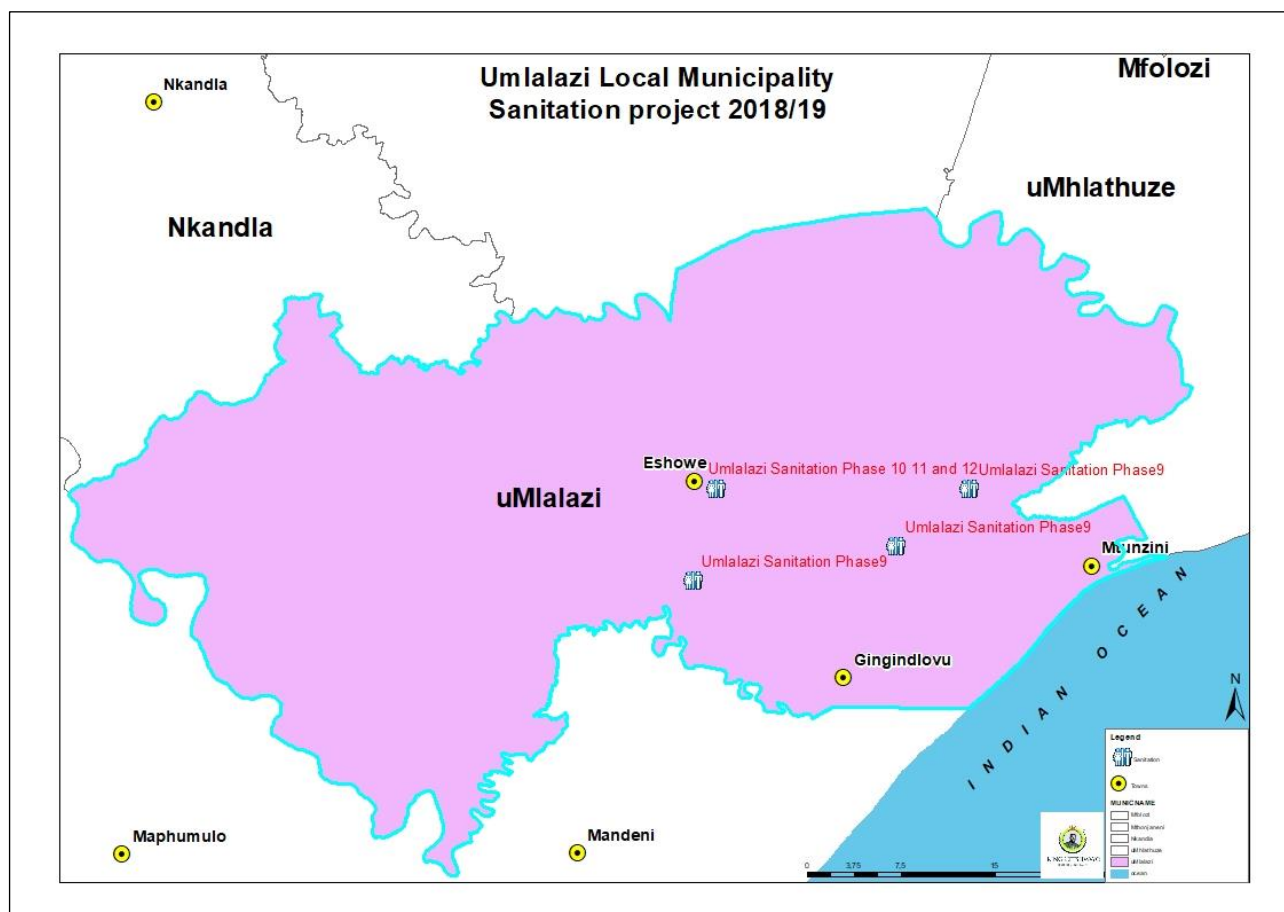 Umlalazi Local Municipality
Sanitation project 2018/19
Mfolozi
Nkandla
uMhlathuze
Nkandla
Eshowe
Umlalazi Sanitation Phase 10 11 and 12
Umlalazi Sanitation Phase9
uMlalazi
Umlalazi Sanitation Phase9
Mtunzini
Umlalazi Sanitation Phase9
Gingindlovu
INDIAN OCEAN
N
Maphumulo
Mandeni
Legend
Sanitation
Towns
MUNICNAME
Mfolozi
Mthonjaneni
Nkandla
uMhlathuze
uMlalazi
0 3.75 7.5 15